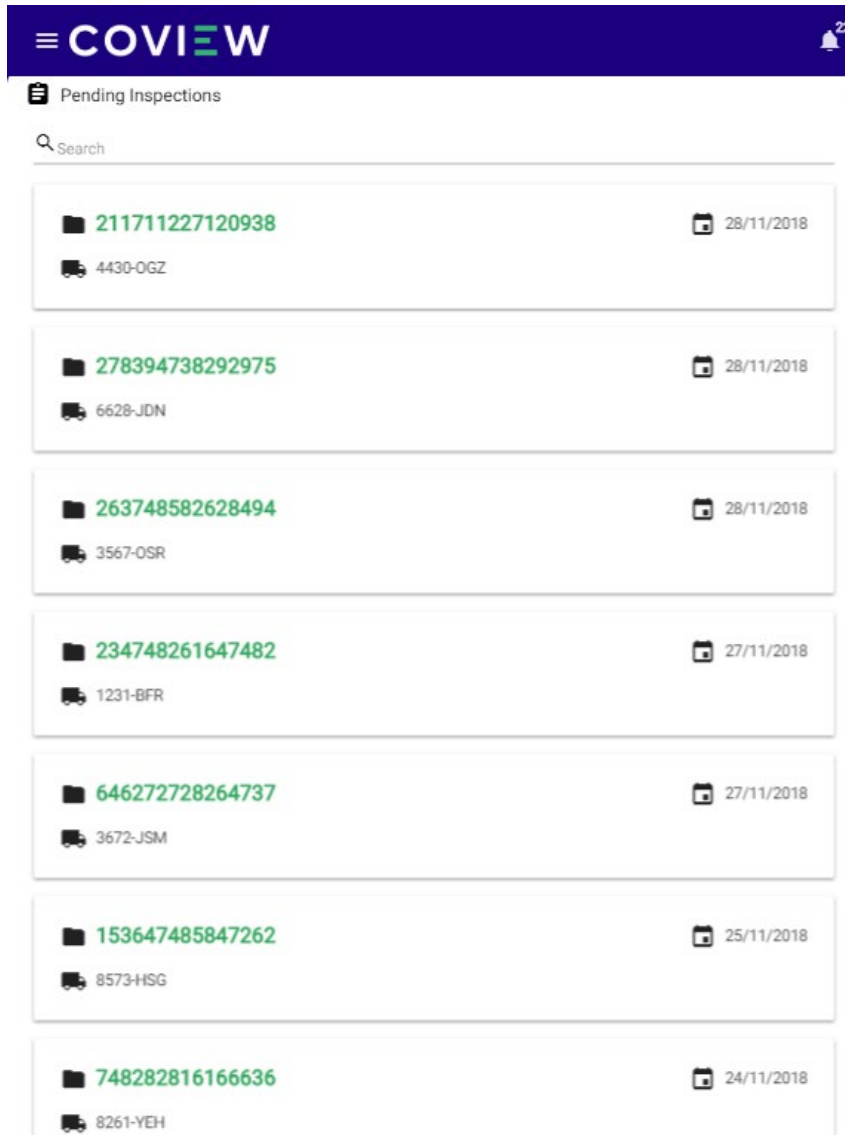 COVIEW
Pending Inspections
Search
211711227120938 28/11/2018
4430-OGZ
278394738292975 28/11/2018
6628-JDN
263748582628494 28/11/2018
3567-OSR
234748261647482 27/11/2018
1231-BFR
646272728264737 27/11/2018
3672-JSM
153647485847262 25/11/2018
8573-HSG
748282816166636 24/11/2018
8261-YEH